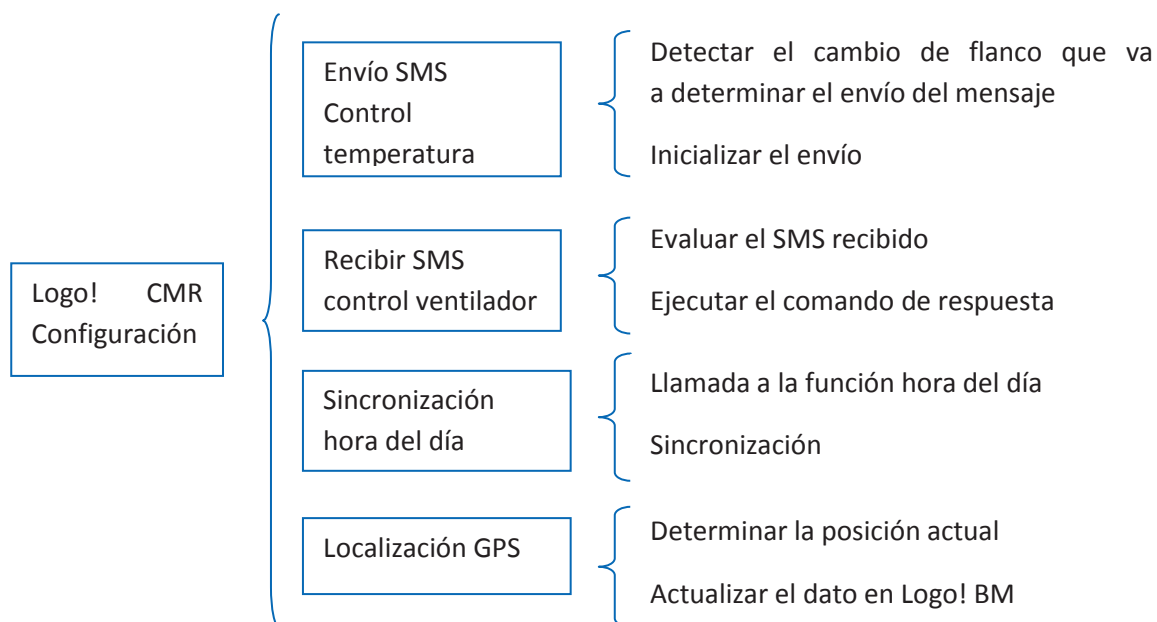 Logo! CMR
Configuración
Envío SMS
Control
temperatura
Detectar el cambio de flanco que va
a determinar el envío del mensaje
Inicializar el envío
Recibir SMS
control ventilador
Evaluar el SMS recibido
Ejecutar el comando de respuesta
Sincronización
hora del día
Llamada a la función hora del día
Sincronización
Localización GPS
Determinar la posición actual
Actualizar el dato en Logo! BM